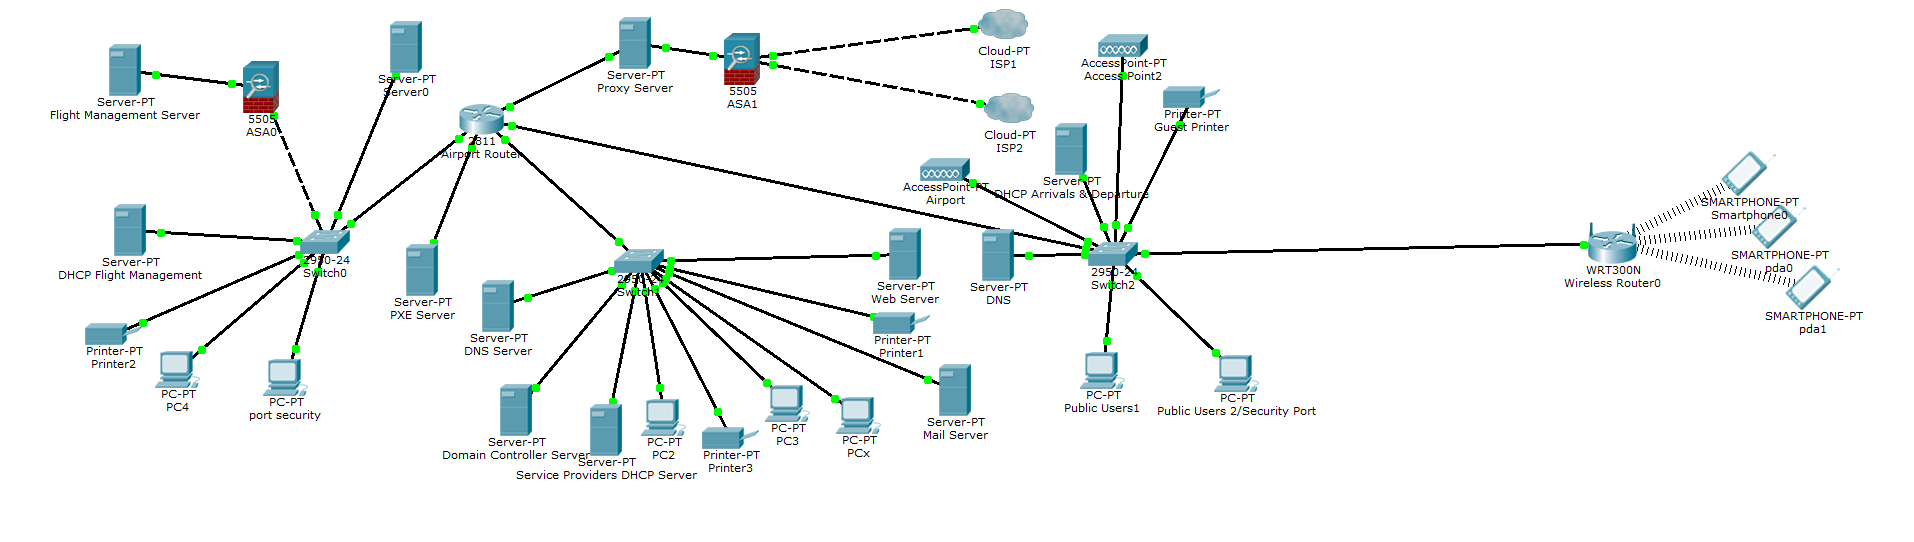 Server-PT
Flight Management Server
5505
ASA0
Server-PT
Server0
Server-PT
Proxy Server
5505
ASA1
Cloud-PT
ISP1
Cloud-PT
ISP2
AccessPoint-PT
Access Point2
Printer-PT
Guest Printer
2811
Airport Router
AccessPoint-PT
Airport
Server-PT
DHCP Arrivals & Departure
SMARTPHONE-PT
Smartphone0
SMARTPHONE-PT
pda0
SMARTPHONE-PT
pda1
WRT300N
Wireless Router0
Server-PT
DHCP Flight Management
2950-24
Switch0
Server-PT
PXE Server
2950-24
Switch1
Server-PT
Web Server
Server-PT
DNS
2950-24
Switch2
Server-PT
DNS Server
Printer-PT
Printer1
Printer-PT
Printer2
PC-PT
PC4
PC-PT
port security
Server-PT
Domain Controller Server
Server-PT
Service Providers DHCP Server
PC-PT
PC2
Printer-PT
Printer3
PC-PT
PC3
PC-PT
PCx
Server-PT
Mail Server
PC-PT
Public Users1
PC-PT
Public Users 2/Security Port